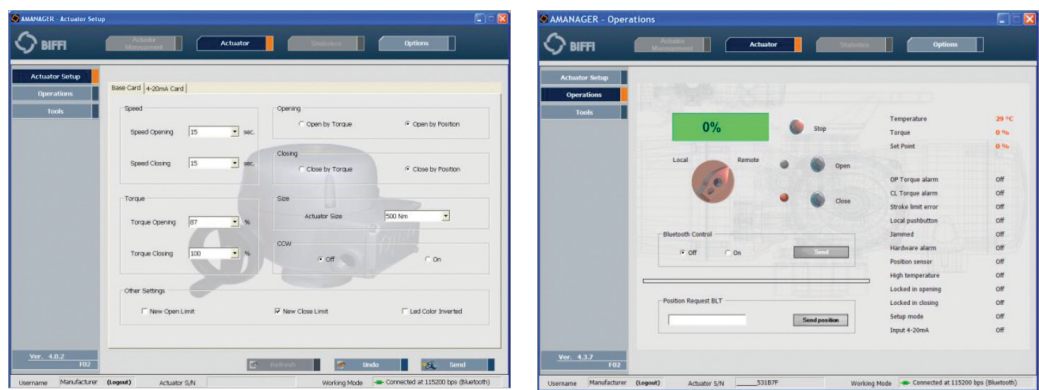 AMANAGER - Actuator Setup
BIFFI
Actuator Management
Actuator
Statistics
Options
Actuator Setup
Operations
Tools
Base Card
4-20mA Card
Speed
Speed Opening
15
sec.
Speed Closing
15
sec.
Opening
Open by Torque
Open by Position
Closing
Close by Torque
Close by Position
Torque
Torque Opening
87
%
Torque Closing
100
%
Size
Actuator Size
500 Nm
CCW
Off
On
Other Settings
New Open Limit
New Close Limit
Led Color Inverted
Ver. 4.0.2
F02
Refresh
Undo
Send
Username
Manufacturer
(Logout)
Actuator S/N
Working Mode
Connected at 115200 bps (Bluetooth)
AMANAGER - Operations
BIFFI
Actuator Management
Actuator
Statistics
Options
Actuator Setup
Operations
Tools
0%
Stop
Local
Remote
Open
Close
Bluetooth Control
Off
On
Send
Position Request BLT
Send position
Temperature 29 °C
Torque 0 %
Set Point 0 %
OP Torque alarm Off
CL Torque alarm Off
Stroke limit error Off
Local pushbutton Off
Jammed Off
Hardware alarm Off
Position sensor Off
High temperature Off
Locked in opening Off
Locked in closing Off
Setup mode Off
Input 4-20mA Off
Ver. 4.3.7
F02
Username
Manufacturer
(Logout)
Actuator S/N
____531B7F
Working Mode
Connected at 115200 bps (Bluetooth)